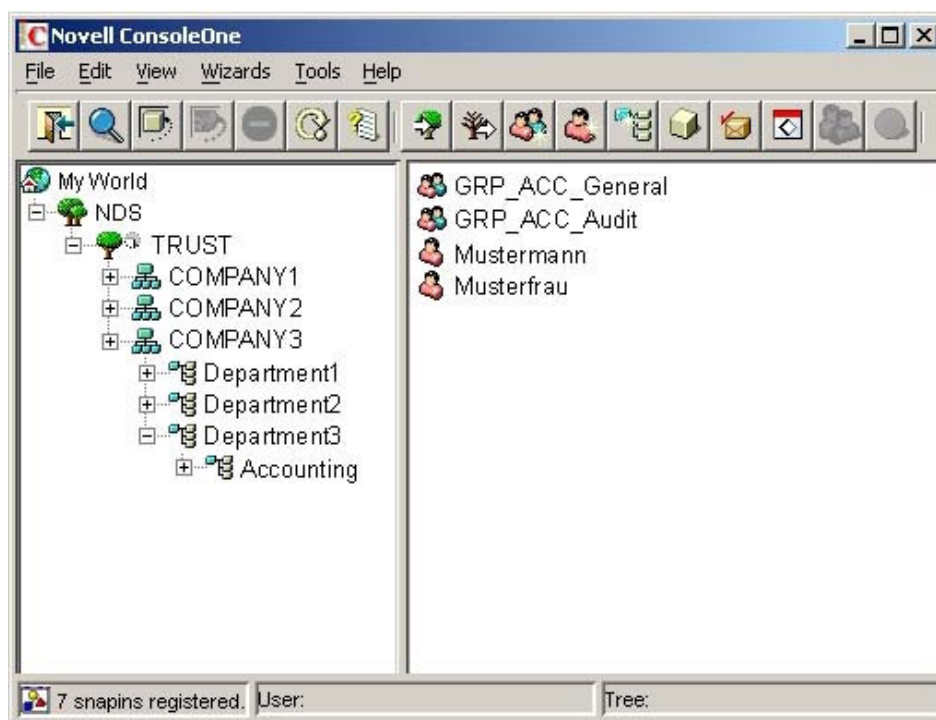 Novell ConsoleOne
File Edit View Wizards Tools Help
My World
NDS
TRUST
COMPANY1
COMPANY2
COMPANY3
Department1
Department2
Department3
Accounting
GRP_ACC_General
GRP_ACC_Audit
Mustermann
Musterfrau
7 snapins registered. User: Tree: